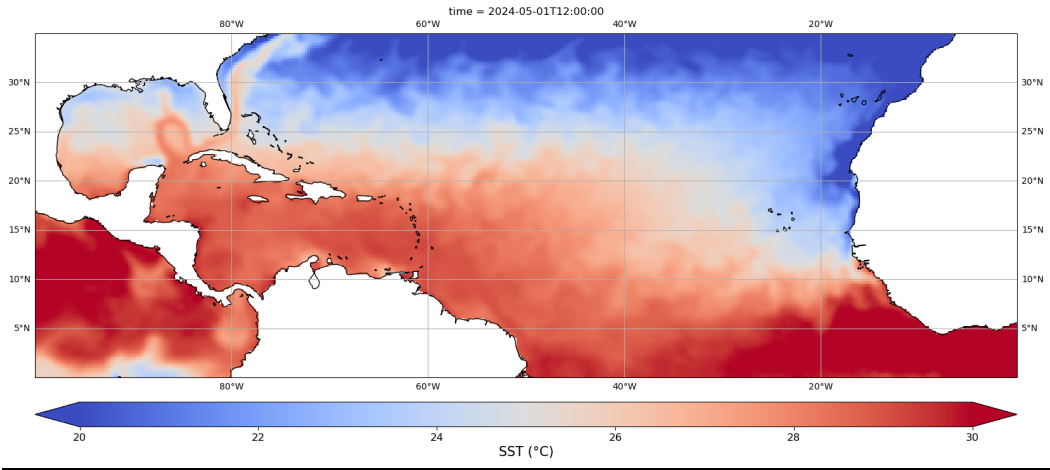 time = 2024-05-01T12:00:00
80°W 60°W 40°W 20°W
30°N 30°N
25°N 25°N
20°N 20°N
15°N 15°N
10°N 10°N
5°N 5°N
80°W 60°W 40°W 20°W
20 22 24 26 28 30
SST (°C)